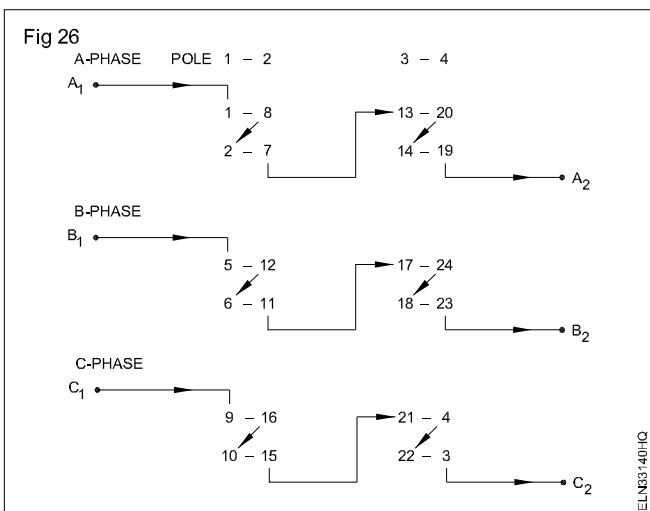 Fig 26
A-PHASE POLE 1 – 2 3 – 4
A1
1 – 8 13 – 20
2 – 7 14 – 19
A2
B-PHASE
B1
5 – 12 17 – 24
6 – 11 18 – 23
B2
C-PHASE
C1
9 – 16 21 – 4
10 – 15 22 – 3
C2
ELN33140HQ